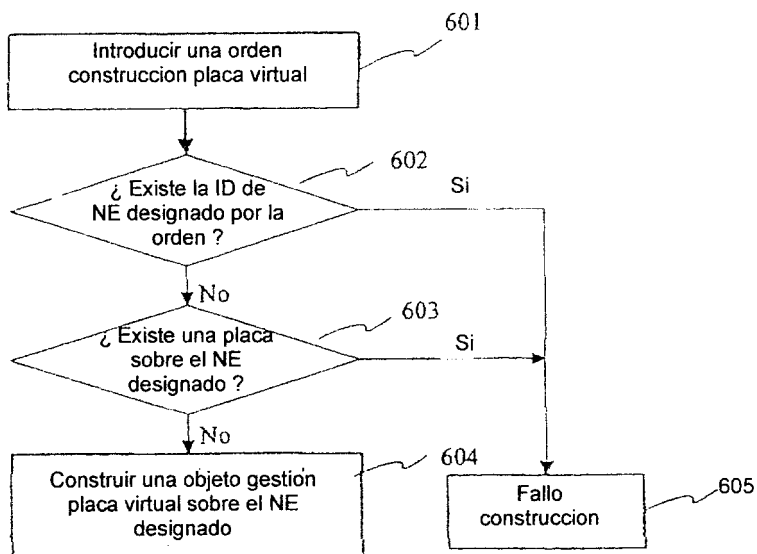 601
Introducir una orden
construccion placa virtual
602
¿ Existe la ID de
NE designado por la
orden ?
Si
No
603
¿ Existe una placa
sobre el NE
designado ?
Si
No
604
Construir una objeto gestión
placa virtual sobre el NE
designado
Fallo
construccion
605